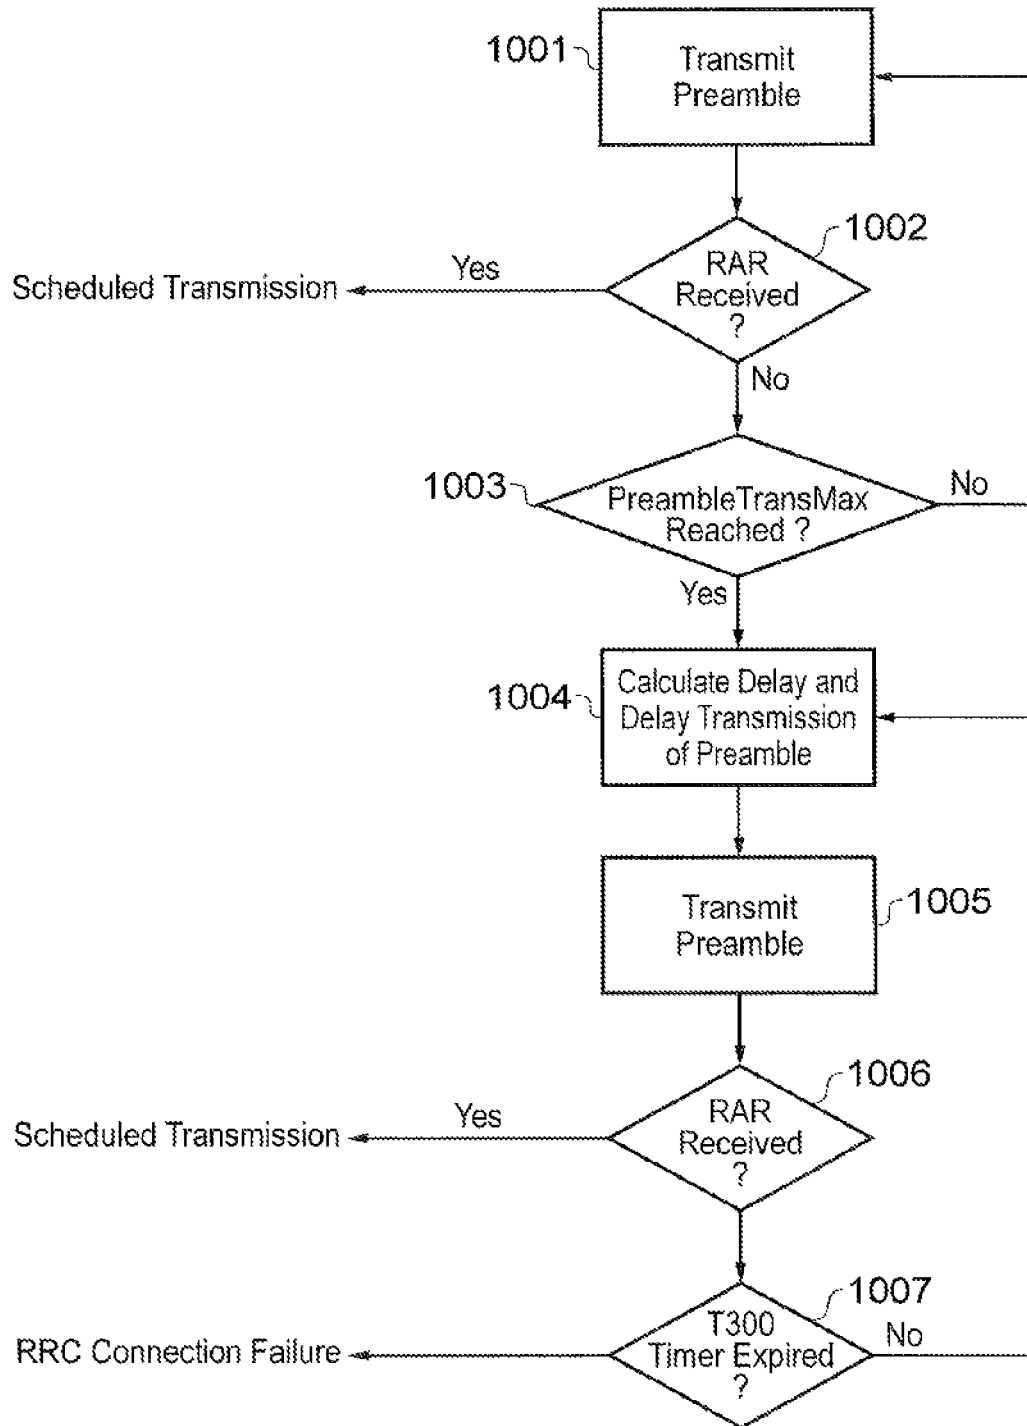 1001
Transmit
Preamble
1002
RAR
Received
?
Yes
Scheduled Transmission
No
1003
PreambleTransMax
Reached ?
No
Yes
1004
Calculate Delay and
Delay Transmission
of Preamble
Transmit
Preamble
1005
1006
RAR
Received
?
Yes
Scheduled Transmission
1007
T300
Timer Expired
?
No
RRC Connection Failure